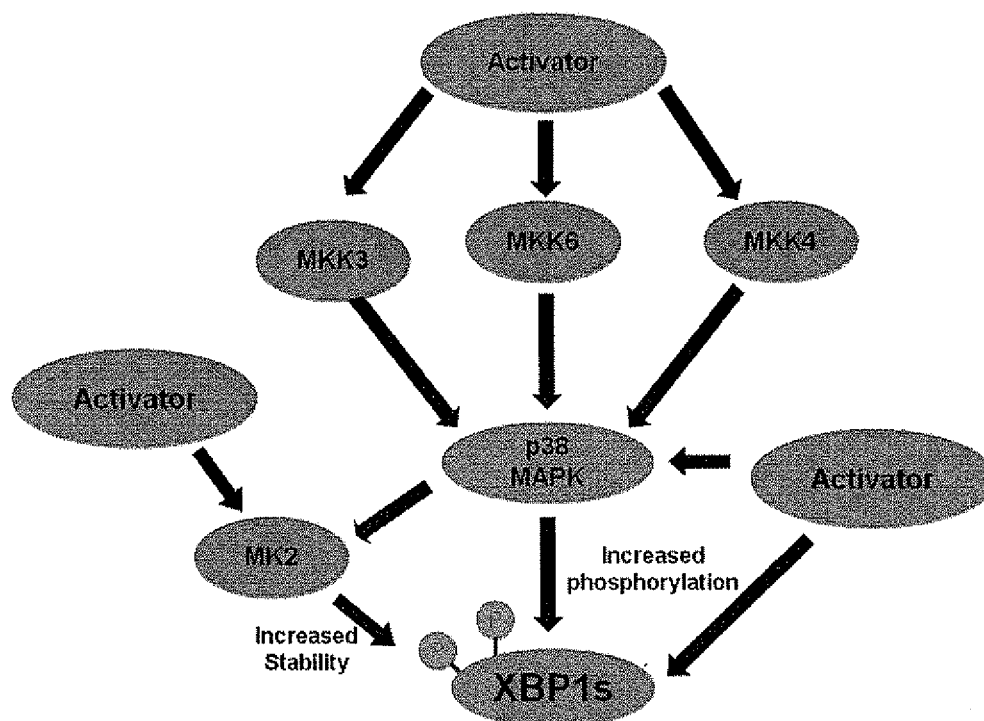 Activator
MKK3
MKK6
MKK4
Activator
p38
MAPK
Activator
MK2
Increased
phosphorylation
Increased
Stability
XBP1s